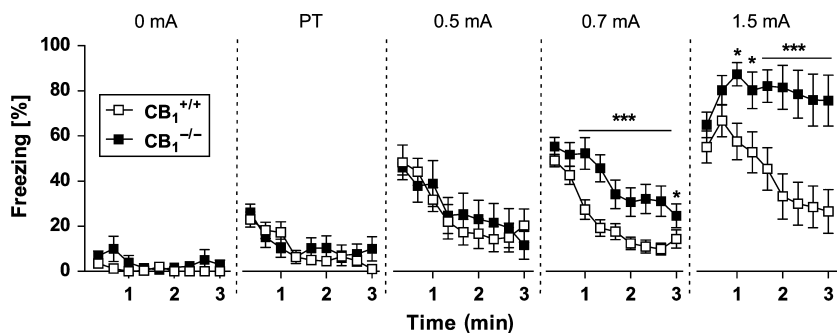 0 mA PT 0.5 mA 0.7 mA 1.5 mA
100
80
60
40
20
0
Freezing [%]
CB1+/+
CB1−/−
***
*
* * ***
1 2 3 1 2 3 1 2 3 1 2 3 1 2 3
Time (min)